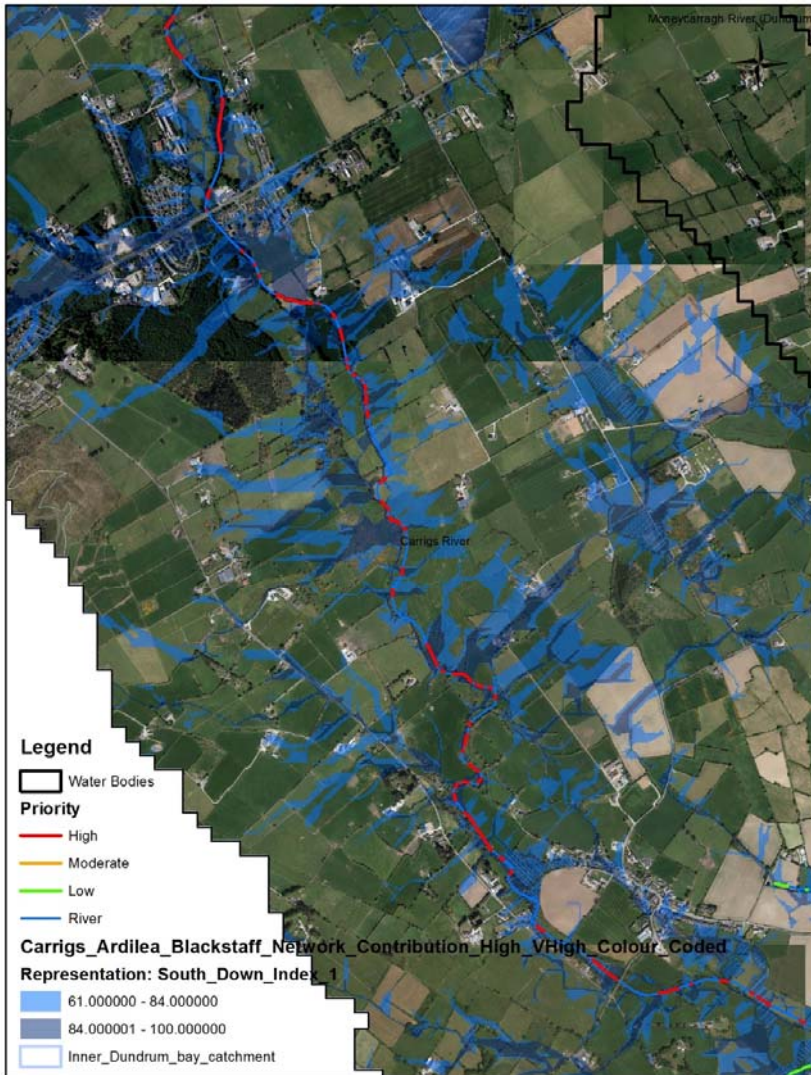 Moneycarragh River (Dundrum
Carrigs River
Legend
Water Bodies
Priority
High
Moderate
Low
River
Carrigs_Ardilea_Blackstaff_Network_Contribution_High_VHigh_Colour_Coded
Representation: South_Down_Index_1
61.000000 - 84.000000
84.000001 - 100.000000
Inner_Dundrum_bay_catchment